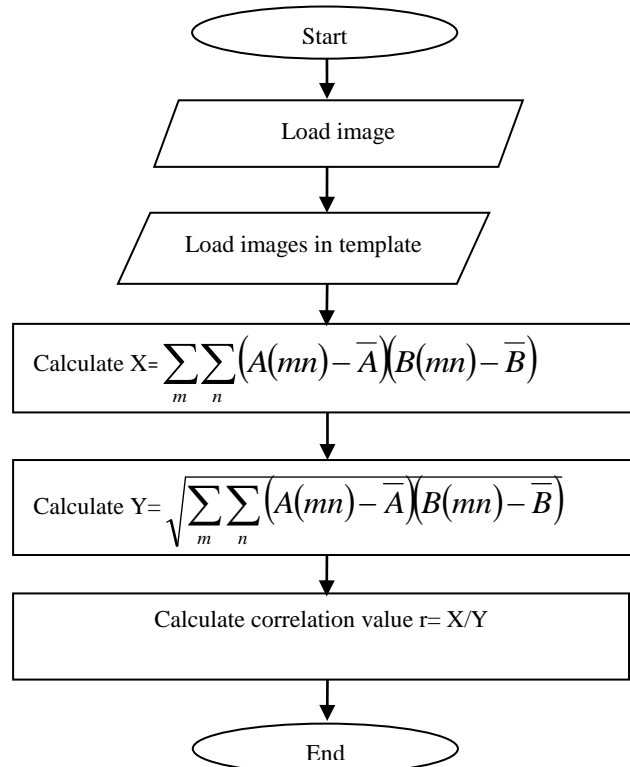 Start
Load image
Load images in template
Calculate X= ∑m ∑n (A(mn) − A̅)(B(mn) − B̅)
Calculate Y= √(∑m ∑n (A(mn) − A̅)(B(mn) − B̅))
Calculate correlation value r= X/Y
End